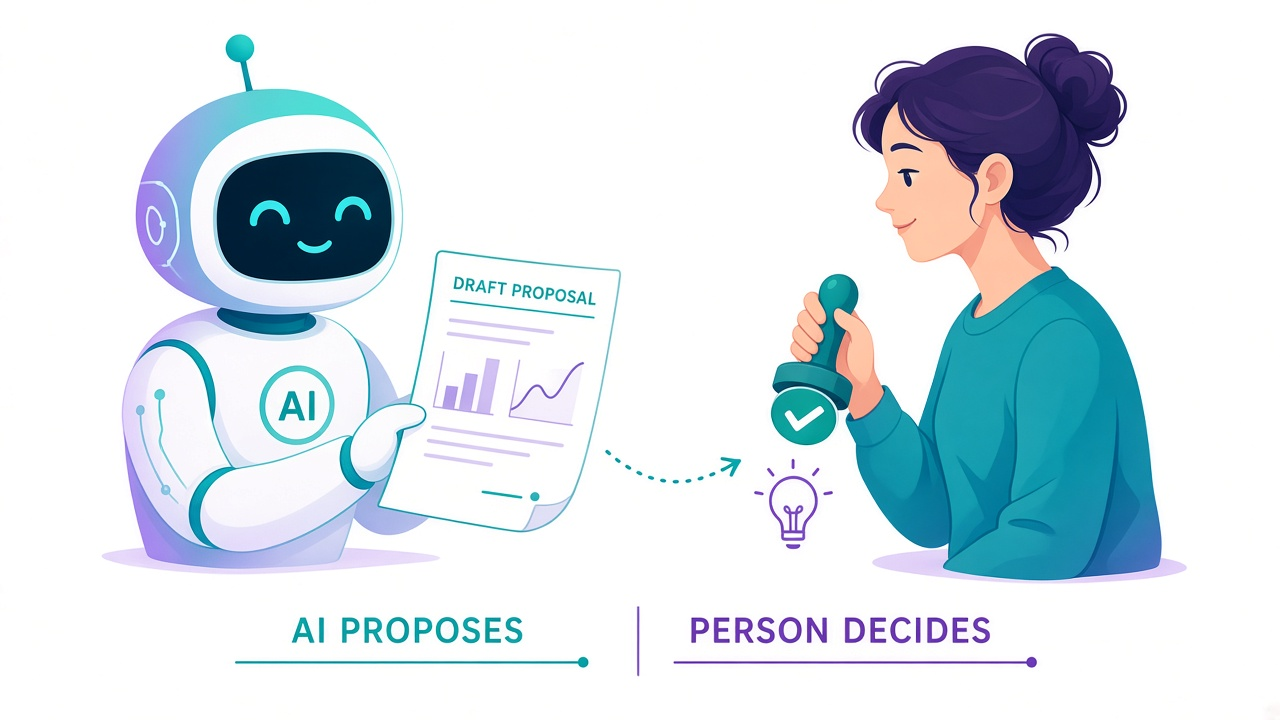 DRAFT PROPOSAL
AI
AI PROPOSES
PERSON DECIDES